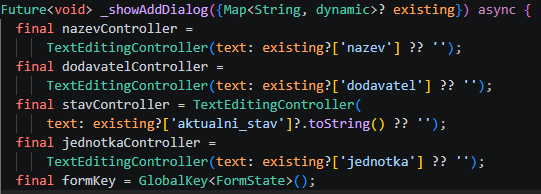 Future<void> _showAddDialog({Map<String, dynamic>? existing}) async {
  final nazevController =
      TextEditingController(text: existing?['nazev'] ?? '');
  final dodavatelController =
      TextEditingController(text: existing?['dodavatel'] ?? '');
  final stavController = TextEditingController(
      text: existing?['aktualni_stav']?.toString() ?? '');
  final jednotkaController =
      TextEditingController(text: existing?['jednotka'] ?? '');
  final formKey = GlobalKey<FormState>();